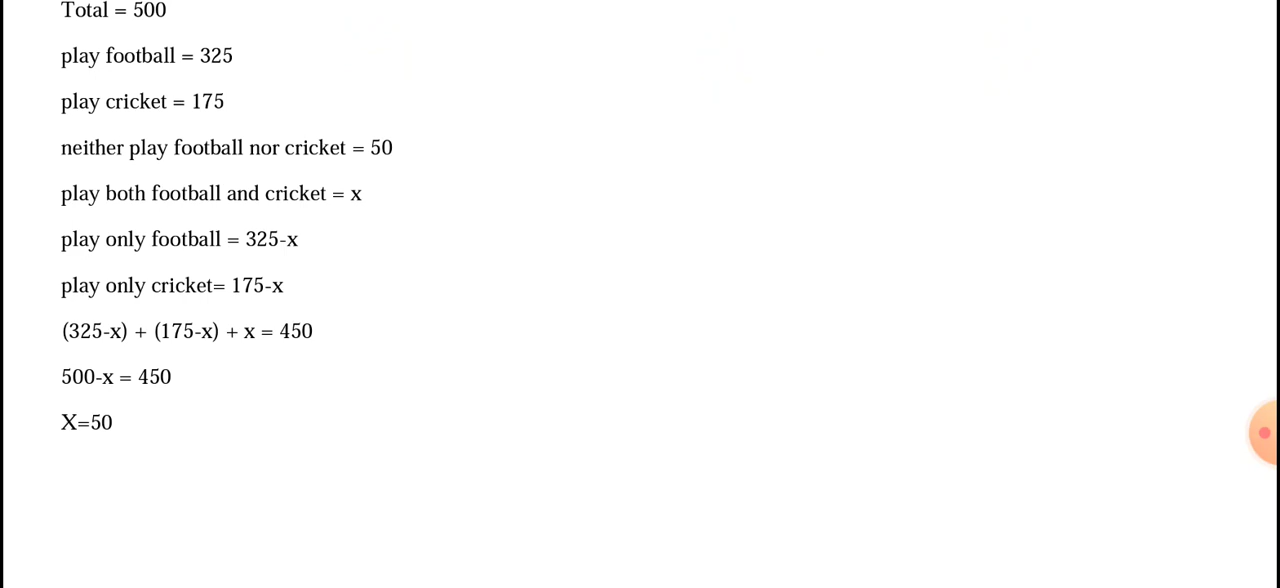 Total = 500
play football = 325
play cricket = 175
neither play football nor cricket = 50
play both football and cricket = x
play only football = 325-x
play only cricket= 175-x
(325-x) + (175-x) + x = 450
500-x = 450
X=50